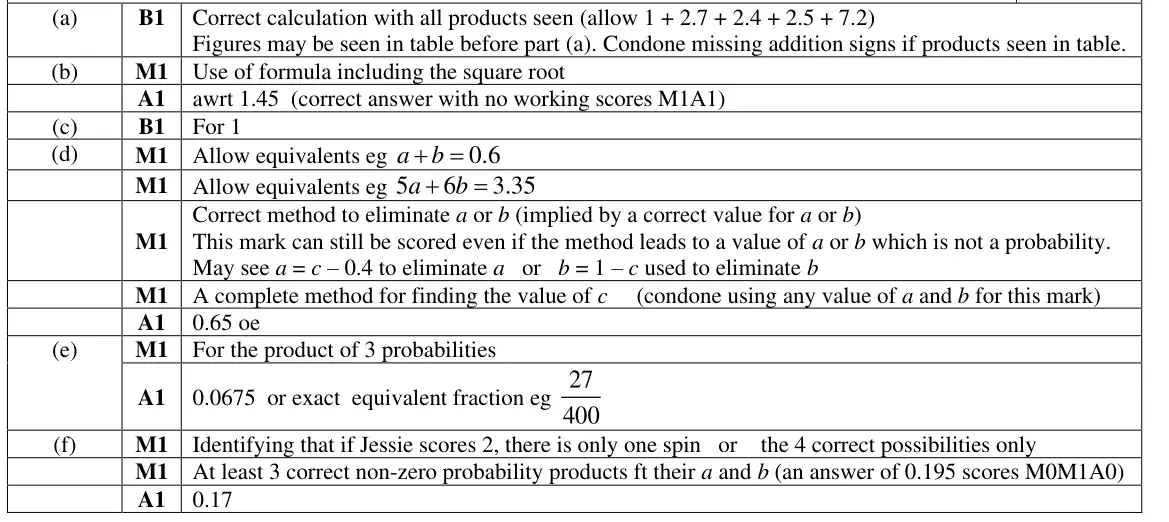 (a) B1 Correct calculation with all products seen (allow 1 + 2.7 + 2.4 + 2.5 + 7.2)
Figures may be seen in table before part (a). Condone missing addition signs if products seen in table.
(b) M1 Use of formula including the square root
A1 awrt 1.45 (correct answer with no working scores M1A1)
(c) B1 For 1
(d) M1 Allow equivalents eg a + b = 0.6
M1 Allow equivalents eg 5a + 6b = 3.35
Correct method to eliminate a or b (implied by a correct value for a or b)
M1 This mark can still be scored even if the method leads to a value of a or b which is not a probability.
May see a = c – 0.4 to eliminate a or b = 1 – c used to eliminate b
M1 A complete method for finding the value of c (condone using any value of a and b for this mark)
A1 0.65 oe
(e) M1 For the product of 3 probabilities
A1 0.0675 or exact equivalent fraction eg 27/400
(f) M1 Identifying that if Jessie scores 2, there is only one spin or the 4 correct possibilities only
M1 At least 3 correct non-zero probability products ft their a and b (an answer of 0.195 scores M0M1A0)
A1 0.17